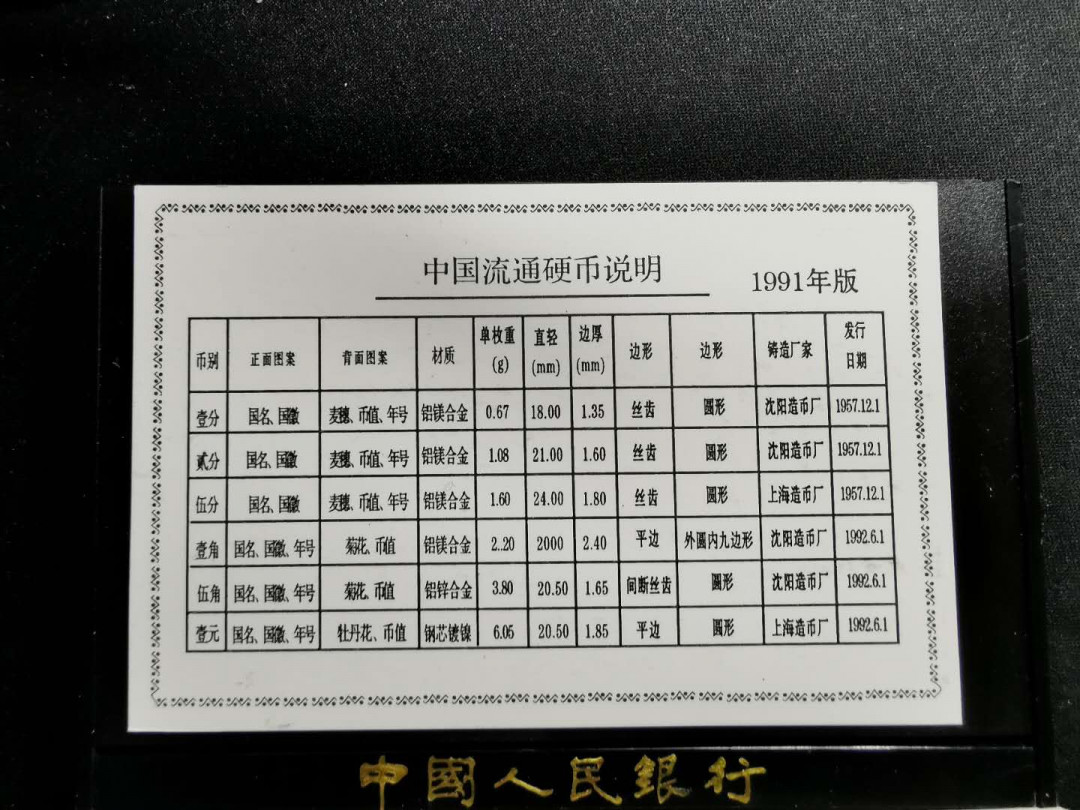 中国流通硬币说明 1991年版
币别 正面图案 背面图案 材质 单枚重(g) 直轻(mm) 边厚(mm) 边形 边形 铸造厂家 发行日期
壹分 国名、国徽 麦穗、币值、年号 铝镁合金 0.67 18.00 1.35 丝齿 圆形 沈阳造币厂 1957.12.1
贰分 国名、国徽 麦穗、币值、年号 铝镁合金 1.08 21.00 1.60 丝齿 圆形 沈阳造币厂 1957.12.1
伍分 国名、国徽 麦穗、币值、年号 铝镁合金 1.60 24.00 1.80 丝齿 圆形 上海造币厂 1957.12.1
壹角 国名、国徽、年号 菊花、币值 铝镁合金 2..20 2000 2.40 平边 外圆内九边形 沈阳造币厂 1992.6.1
伍角 国名、国徽、年号 菊花、币值 铝锌合金 3.80 20.50 1.65 间断丝齿 圆形 沈阳造币厂 1992.6.1
壹元 国名、国徽、年号 牡丹花、币值 钢芯镀镍 6.05 20.50 1.85 平边 圆形 上海造币厂 1992.6.1
中國人民銀行